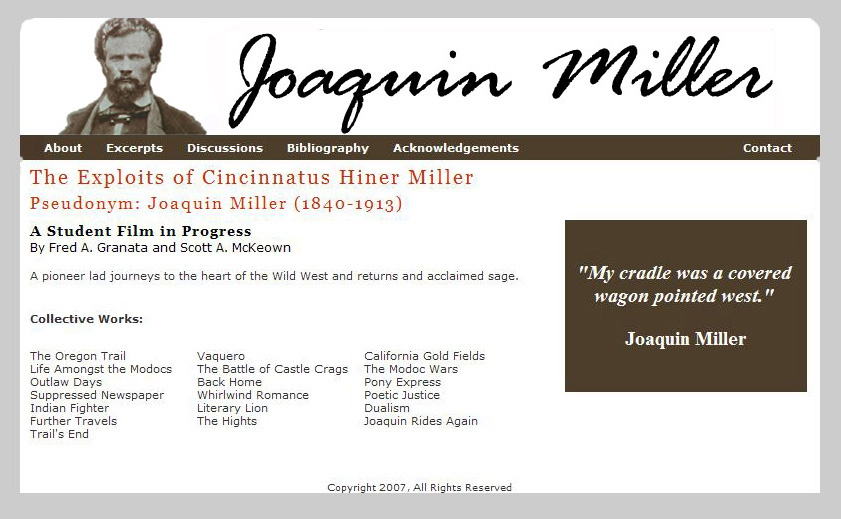 Joaquin Miller
About Excerpts Discussions Bibliography Acknowledgements Contact
The Exploits of Cincinnatus Hiner Miller
Pseudonym: Joaquin Miller (1840-1913)
A Student Film in Progress
By Fred A. Granata and Scott A. McKeown
A pioneer lad journeys to the heart of the Wild West and returns and acclaimed sage.
"My cradle was a covered
wagon pointed west."
Joaquin Miller
Collective Works:
The Oregon Trail
Life Amongst the Modocs
Outlaw Days
Suppressed Newspaper
Indian Fighter
Further Travels
Trail's End
Vaquero
The Battle of Castle Crags
Back Home
Whirlwind Romance
Literary Lion
The Hights
California Gold Fields
The Modoc Wars
Pony Express
Poetic Justice
Dualism
Joaquin Rides Again
Copyright 2007, All Rights Reserved